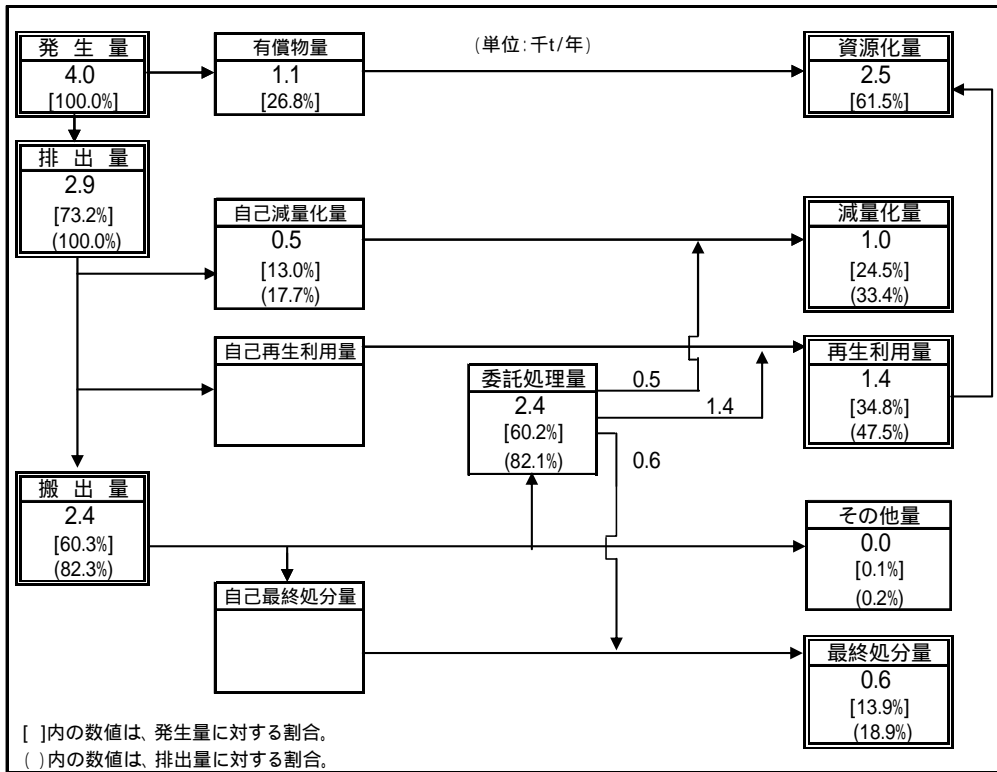 発 生 量
4.0
[100.0%]
有償物量
1.1
[26.8%]
(単位:千t/年)
資源化量
2.5
[61.5%]
排 出 量
2.9
[73.2%]
(100.0%)
自己減量化量
0.5
[13.0%]
(17.7%)
減量化量
1.0
[24.5%]
(33.4%)
自己再生利用量
委託処理量
2.4
[60.2%]
(82.1%)
0.5
1.4
0.6
再生利用量
1.4
[34.8%]
(47.5%)
搬 出 量
2.4
[60.3%]
(82.3%)
その他量
0.0
[0.1%]
(0.2%)
自己最終処分量
最終処分量
0.6
[13.9%]
(18.9%)
[ ]内の数値は、発生量に対する割合。
( )内の数値は、排出量に対する割合。